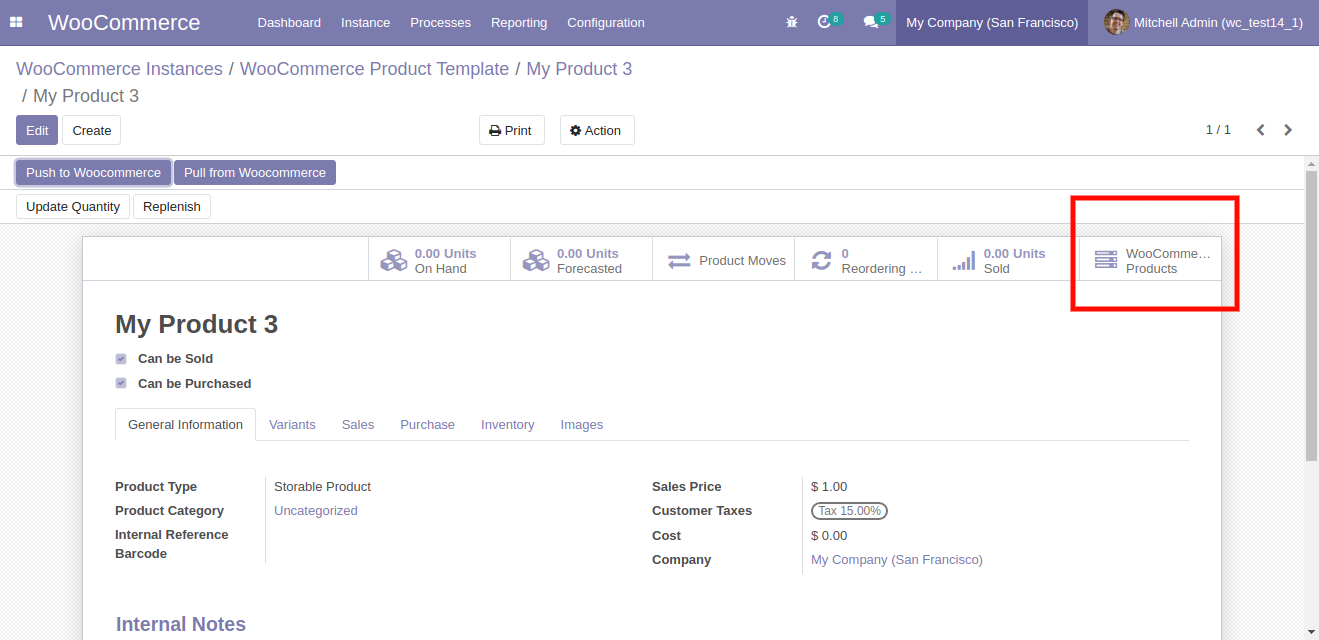 WooCommerce Dashboard Instance Processes Reporting Configuration 8 5 My Company (San Francisco) Mitchell Admin (wc_test14_1)
WooCommerce Instances / WooCommerce Product Template / My Product 3
/ My Product 3
Edit Create Print Action 1 / 1
Push to Woocommerce Pull from Woocommerce
Update Quantity Replenish
0.00 Units
On Hand
0.00 Units
Forecasted
Product Moves
0
Reordering ...
0.00 Units
Sold
WooComme...
Products
My Product 3
Can be Sold
Can be Purchased
General Information Variants Sales Purchase Inventory Images
Product Type Storable Product
Product Category Uncategorized
Internal Reference
Barcode
Sales Price $ 1.00
Customer Taxes Tax 15.00%
Cost $ 0.00
Company My Company (San Francisco)
Internal Notes